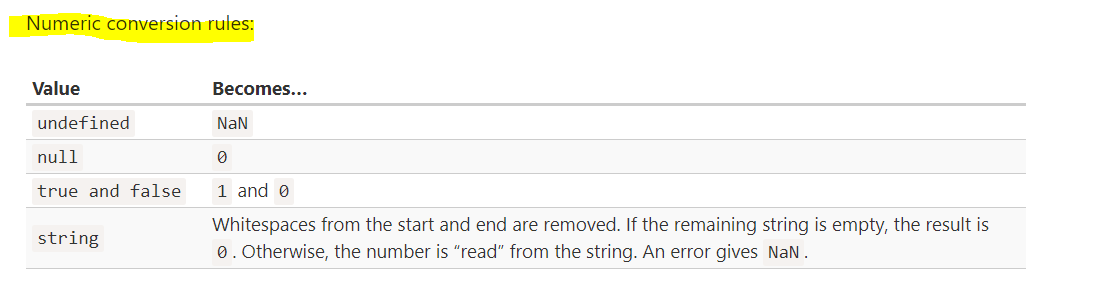 Numeric conversion rules:
Value Becomes…
undefined NaN
null 0
true and false 1 and 0
string Whitespaces from the start and end are removed. If the remaining string is empty, the result is
0. Otherwise, the number is “read” from the string. An error gives NaN.